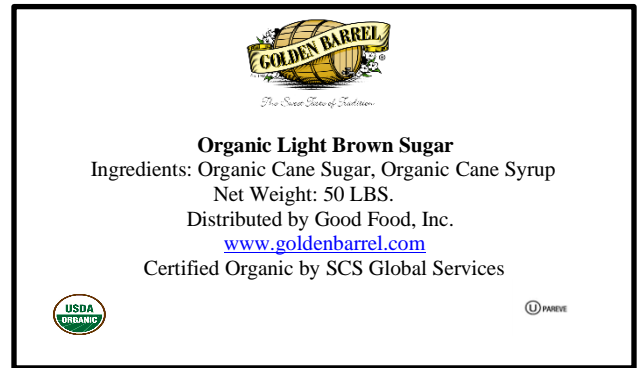 GOLDEN BARREL
®
The Sweet Taste of Tradition
Organic Light Brown Sugar
Ingredients: Organic Cane Sugar, Organic Cane Syrup
Net Weight: 50 LBS.
Distributed by Good Food, Inc.
www.goldenbarrel.com
Certified Organic by SCS Global Services
USDA
ORGANIC
U PAREVE